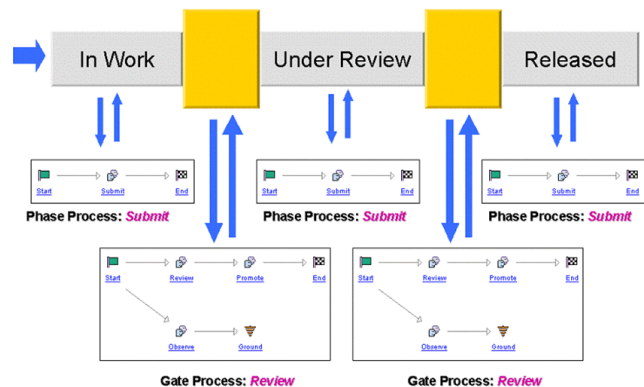 In Work
Under Review
Released
Start Submit End
Phase Process: Submit
Start Submit End
Phase Process: Submit
Start Submit End
Phase Process: Submit
Start Review Promote End
Observe Ground
Gate Process: Review
Start Review Promote End
Observe Ground
Gate Process: Review